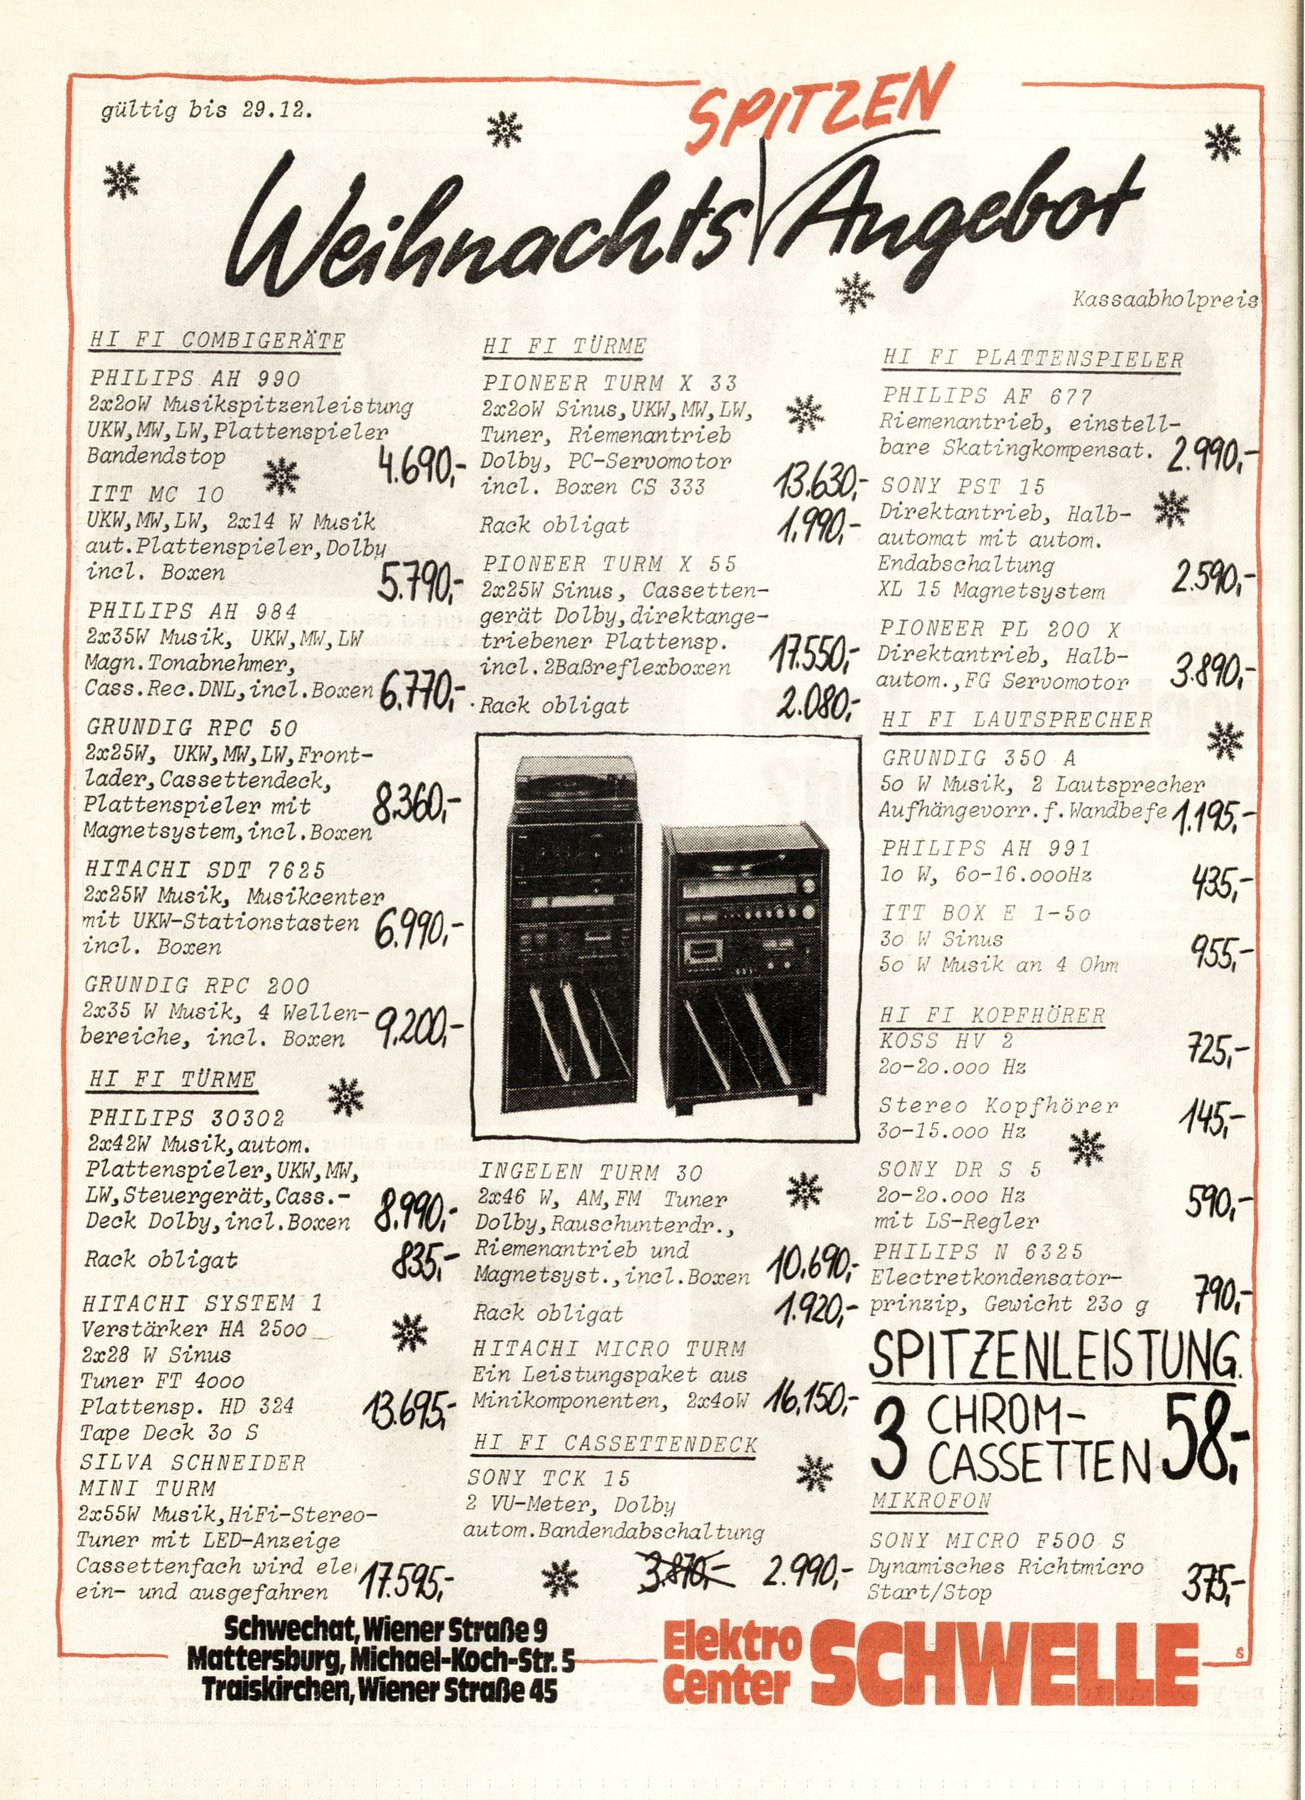 gültig bis 29.12.
SPITZEN
Weihnachts Angebot
Kassaabholpreis
HI FI COMBIGERÄTE
PHILIPS AH 990
2x2oW Musikspitzenleistung
UKW,MW,LW,Plattenspieler
Bandendstop 4.690,-
ITT MC 10
UKW,MW,LW, 2x14 W Musik
aut.Plattenspieler,Dolby
incl. Boxen 5.790,-
PHILIPS AH 984
2x35W Musik, UKW,MW,LW
Magn.Tonabnehmer,
Cass.Rec.DNL,incl.Boxen 6.770,-
GRUNDIG RPC 50
2x25W, UKW,MW,LW,Front-
lader,Cassettendeck,
Plattenspieler mit 8.360,-
Magnetsystem,incl.Boxen
HITACHI SDT 7625
2x25W Musik, Musikcenter
mit UKW-Stationstasten 6.990,-
incl. Boxen
GRUNDIG RPC 200
2x35 W Musik, 4 Wellen-
bereiche, incl. Boxen 9.200,-
HI FI TÜRME
PHILIPS 30302
2x42W Musik,autom.
Plattenspieler,UKW,MW,
LW,Steuergerät,Cass.-
Deck Dolby,incl.Boxen 8.990,-
Rack obligat 835,-
HITACHI SYSTEM 1
Verstärker HA 25oo
2x28 W Sinus
Tuner FT 4ooo
Plattensp. HD 324 13.695,-
Tape Deck 3o S
SILVA SCHNEIDER
MINI TURM
2x55W Musik,HiFi-Stereo-
Tuner mit LED-Anzeige
Cassettenfach wird ele
ein- und ausgefahren 17.595,-
HI FI TÜRME
PIONEER TURM X 33
2x2oW Sinus,UKW,MW,LW,
Tuner, Riemenantrieb
Dolby, PC-Servomotor
incl. Boxen CS 333 13.630,-
Rack obligat 1.990,-
PIONEER TURM X 55
2x25W Sinus, Cassetten-
gerät Dolby,direktange-
triebener Plattensp.
incl.2Baßreflexboxen 17.550,-
Rack obligat 2.080,-
INGELEN TURM 30
2x46 W, AM,FM Tuner
Dolby,Rauschunterdr.,
Riemenantrieb und
Magnetsyst.,incl.Boxen 10.690,-
Rack obligat 1.920,-
HITACHI MICRO TURM
Ein Leistungspaket aus
Minikomponenten, 2x4oW 16.150,-
HI FI CASSETTENDECK
SONY TCK 15
2 VU-Meter, Dolby
autom.Bandendabschaltung
3.870,- 2.990,-
HI FI PLATTENSPIELER
PHILIPS AF 677
Riemenantrieb, einstell-
bare Skatingkompensat. 2.990,-
SONY PST 15
Direktantrieb, Halb-
automat mit autom.
Endabschaltung
XL 15 Magnetsystem 2.590,-
PIONEER PL 200 X
Direktantrieb, Halb-
autom.,FG Servomotor 3.890,-
HI FI LAUTSPRECHER
GRUNDIG 350 A
5o W Musik, 2 Lautsprecher
Aufhängevorr.f.Wandbefe 1.195,-
PHILIPS AH 991
1o W, 6o-16.oooHz 435,-
ITT BOX E 1-5o
3o W Sinus
5o W Musik an 4 Ohm 955,-
HI FI KOPFHÖRER
KOSS HV 2
2o-2o.ooo Hz 725,-
Stereo Kopfhörer
3o-15.ooo Hz 145,-
SONY DR S 5
2o-2o.ooo Hz
mit LS-Regler 590,-
PHILIPS N 6325
Electretkondensator-
prinzip, Gewicht 23o g 790,-
SPITZENLEISTUNG.
3 CHROM-
CASSETTEN 58,-
MIKROFON
SONY MICRO F500 S
Dynamisches Richtmicro
Start/Stop 375,-
Schwechat, Wiener Straße 9
Mattersburg, Michael-Koch-Str. 5
Traiskirchen, Wiener Straße 45
Elektro Center SCHWELLE